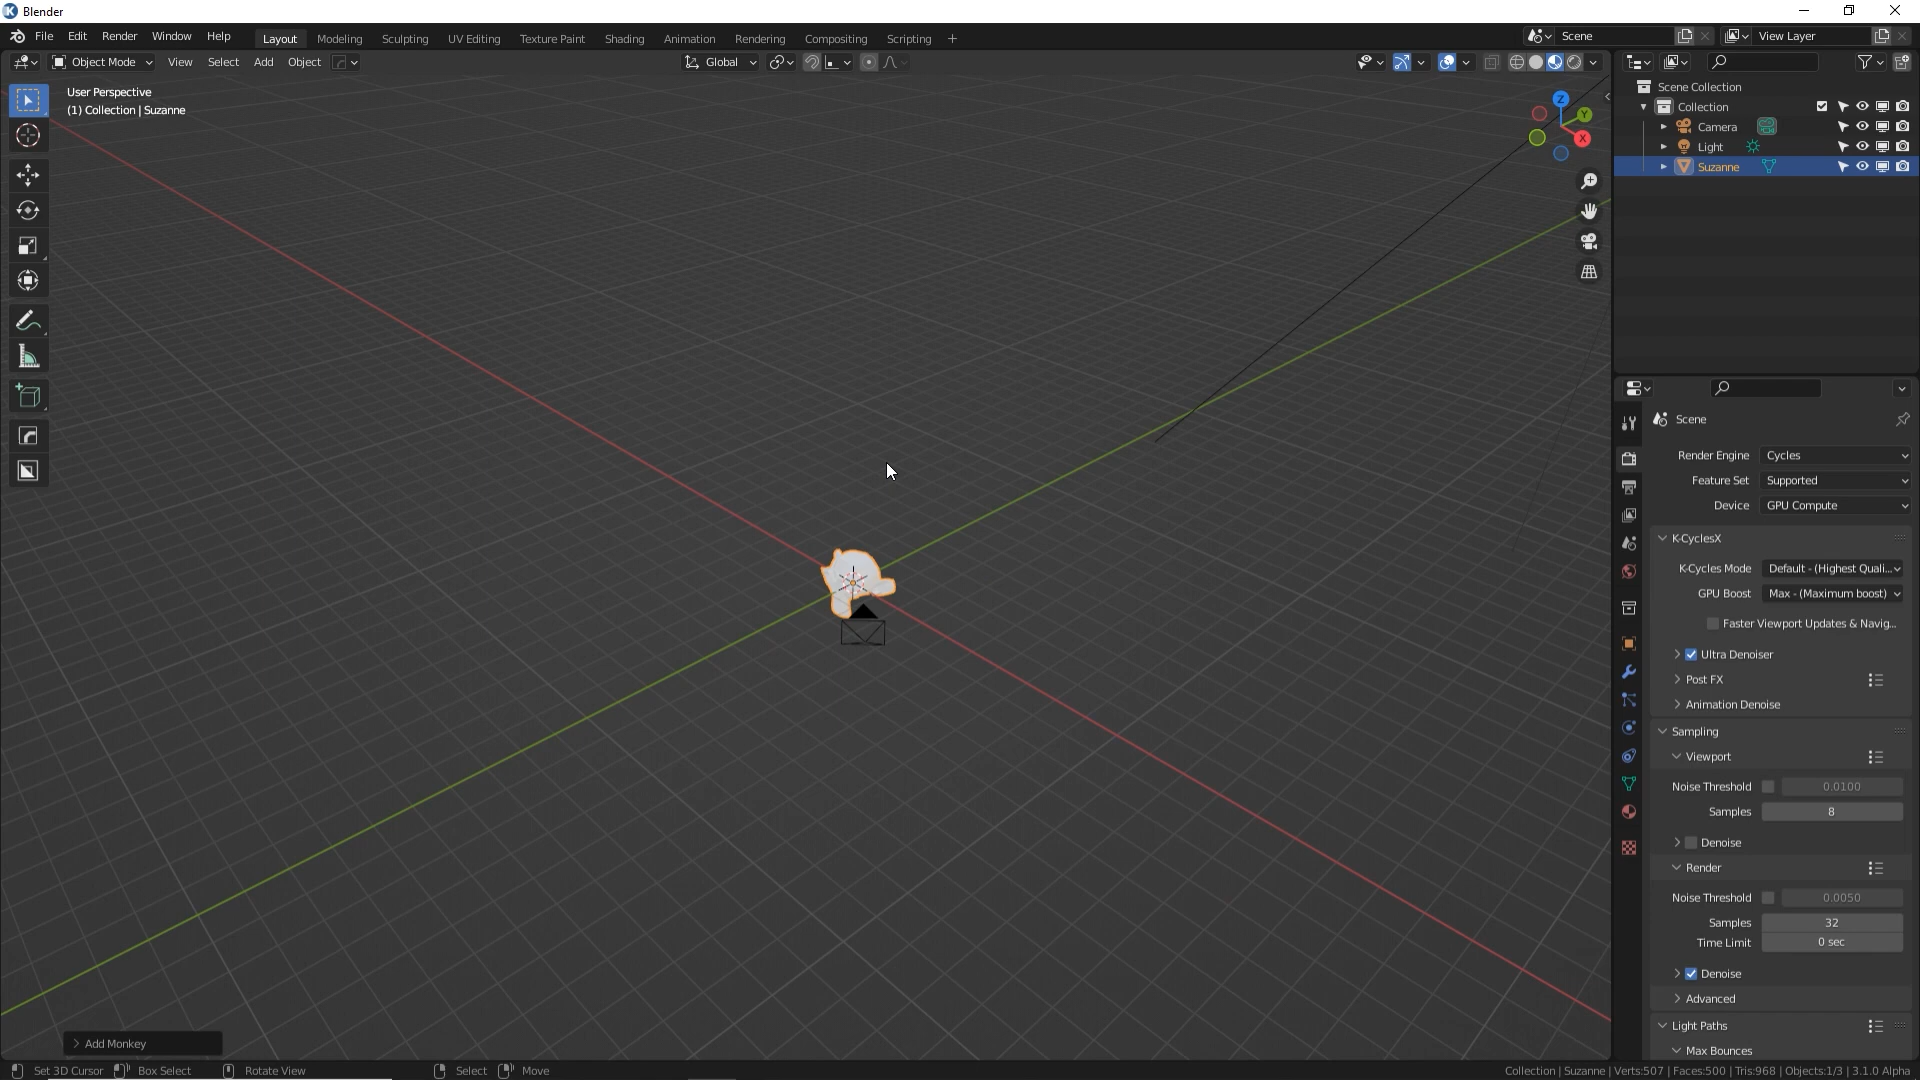 Blender
File Edit Render Window Help
Layout Modeling Sculpting UV Editing Texture Paint Shading Animation Rendering Compositing Scripting +
Scene
View Layer
Object Mode View Select Add Object
Global
User Perspective
(1) Collection | Suzanne
Z
Y
X
Scene Collection
Collection
Camera
Light
Suzanne
Scene
Render Engine Cycles
Feature Set Supported
Device GPU Compute
K-CyclesX
K-Cycles Mode Default - (Highest Quali...
GPU Boost Max - (Maximum boost)
Faster Viewport Updates & Navig...
Ultra Denoiser
Post FX
Animation Denoise
Sampling
Viewport
Noise Threshold 0.0100
Samples 8
Denoise
Render
Noise Threshold 0.0050
Samples 32
Time Limit 0 sec
Denoise
Advanced
Light Paths
Max Bounces
Add Monkey
Set 3D Cursor Box Select Rotate View Select Move
Collection | Suzanne | Verts:507 | Faces:500 | Tris:968 | Objects:1/3 | 3.1.0 Alpha